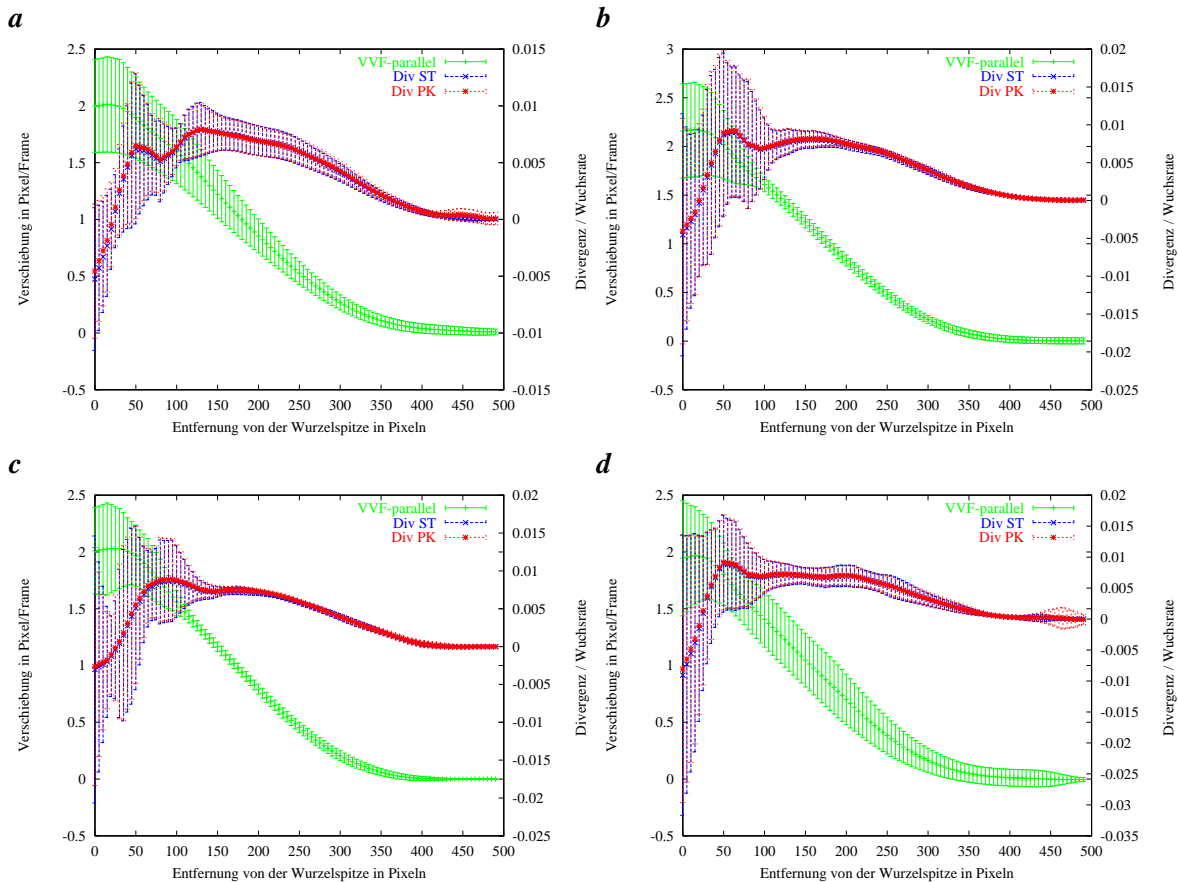 a
VVF-parallel
Div ST
Div PK
2.5
2
1.5
1
0.5
0
-0.5
0.015
0.01
0.005
0
-0.005
-0.01
-0.015
0 50 100 150 200 250 300 350 400 450 500
Verschiebung in Pixel/Frame
Divergenz / Wuchsrate
Entfernung von der Wurzelspitze in Pixeln
b
VVF-parallel
Div ST
Div PK
3
2.5
2
1.5
1
0.5
0
-0.5
0.02
0.015
0.01
0.005
0
-0.005
-0.01
-0.015
-0.02
-0.025
0 50 100 150 200 250 300 350 400 450 500
Verschiebung in Pixel/Frame
Divergenz / Wuchsrate
Entfernung von der Wurzelspitze in Pixeln
c
VVF-parallel
Div ST
Div PK
2.5
2
1.5
1
0.5
0
-0.5
0.02
0.015
0.01
0.005
0
-0.005
-0.01
-0.015
-0.02
-0.025
0 50 100 150 200 250 300 350 400 450 500
Verschiebung in Pixel/Frame
Divergenz / Wuchsrate
Entfernung von der Wurzelspitze in Pixeln
d
VVF-parallel
Div ST
Div PK
2.5
2
1.5
1
0.5
0
-0.5
0.02
0.015
0.01
0.005
0
-0.005
-0.01
-0.015
-0.02
-0.026
-0.03
-0.035
0 50 100 150 200 250 300 350 400 450 500
Verschiebung in Pixel/Frame
Divergenz / Wuchsrate
Entfernung von der Wurzelspitze in Pixeln